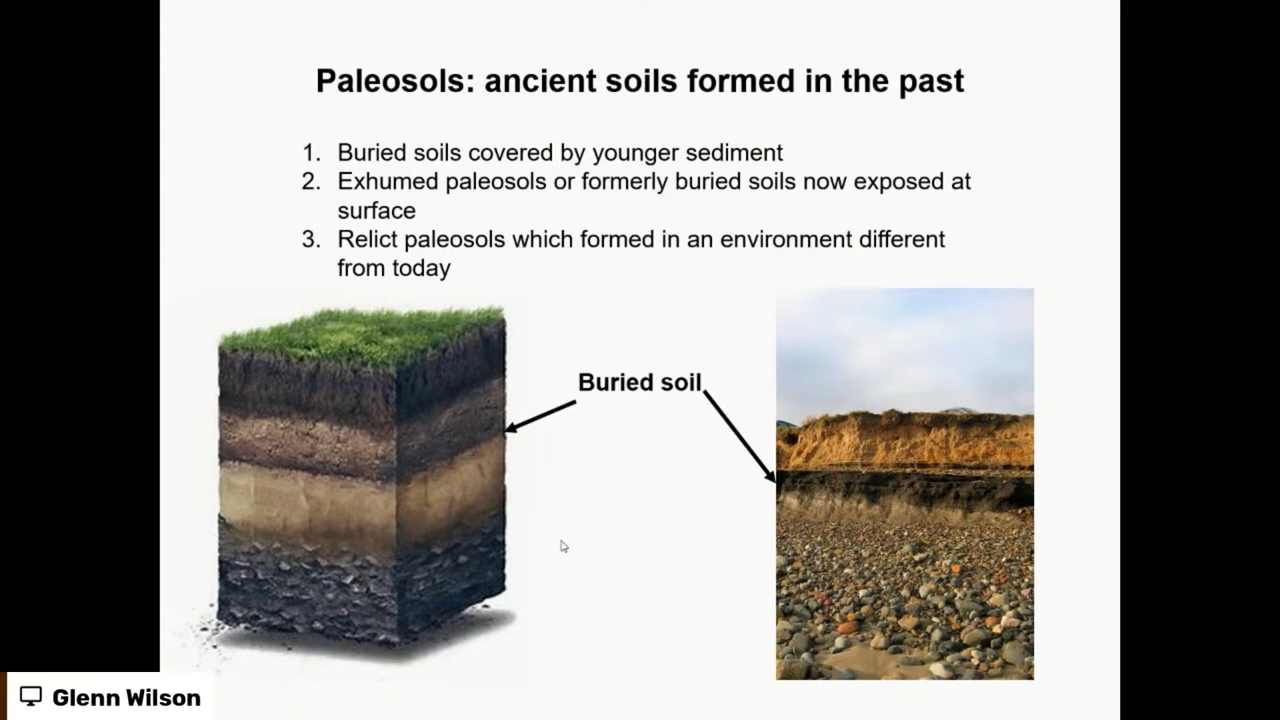 Paleosols: ancient soils formed in the past
1. Buried soils covered by younger sediment
2. Exhumed paleosols or formerly buried soils now exposed at
surface
3. Relict paleosols which formed in an environment different
from today
Buried soil
Glenn Wilson